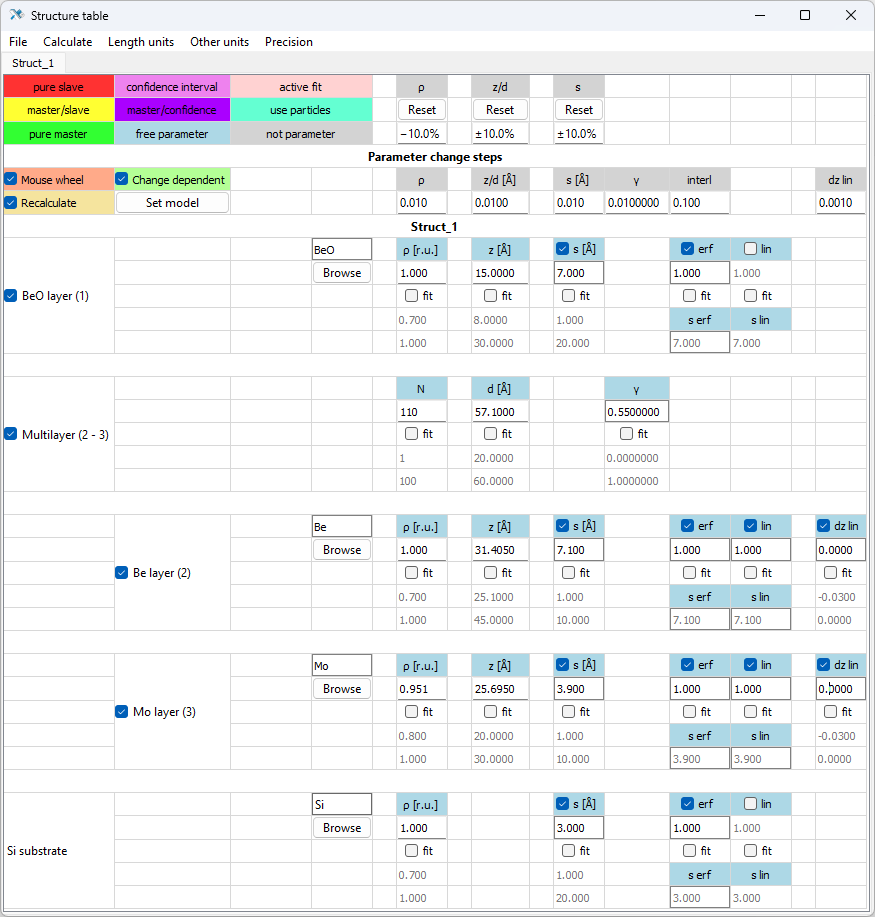 Structure table
File Calculate Length units Other units Precision
Struct_1
pure slave confidence interval active fit ρ z/d s
master/slave master/confidence use particles Reset Reset Reset
pure master free parameter not parameter −10.0% ±10.0% ±10.0%
Parameter change steps
Mouse wheel Change dependent ρ z/d [Å] s [Å] γ interl dz lin
Recalculate Set model 0.010 0.0100 0.010 0.0100000 0.100 0.0010
Struct_1
BeO ρ [r.u.] z [Å] s [Å] erf lin
Browse 1.000 15.0000 7.000 1.000 1.000
BeO layer (1) fit fit fit fit fit
0.700 8.0000 1.000 s erf s lin
1.000 30.0000 20.000 7.000 7.000
N d [Å] γ
110 57.1000 0.5500000
Multilayer (2 - 3) fit fit fit
1 20.0000 0.0000000
100 60.0000 1.0000000
Be ρ [r.u.] z [Å] s [Å] erf lin dz lin
Browse 1.000 31.4050 7.100 1.000 1.000 0.0000
Be layer (2) fit fit fit fit fit fit
0.700 25.1000 1.000 s erf s lin -0.0300
1.000 45.0000 10.000 7.100 7.100 0.0000
Mo ρ [r.u.] z [Å] s [Å] erf lin dz lin
Browse 0.951 25.6950 3.900 1.000 1.000 0.0000
Mo layer (3) fit fit fit fit fit fit
0.800 20.0000 1.000 s erf s lin -0.0300
1.000 30.0000 10.000 3.900 3.900 0.0000
Si ρ [r.u.] s [Å] erf lin
Browse 1.000 3.000 1.000 1.000
Si substrate fit fit fit fit
0.700 1.000 s erf s lin
1.000 20.000 3.000 3.000